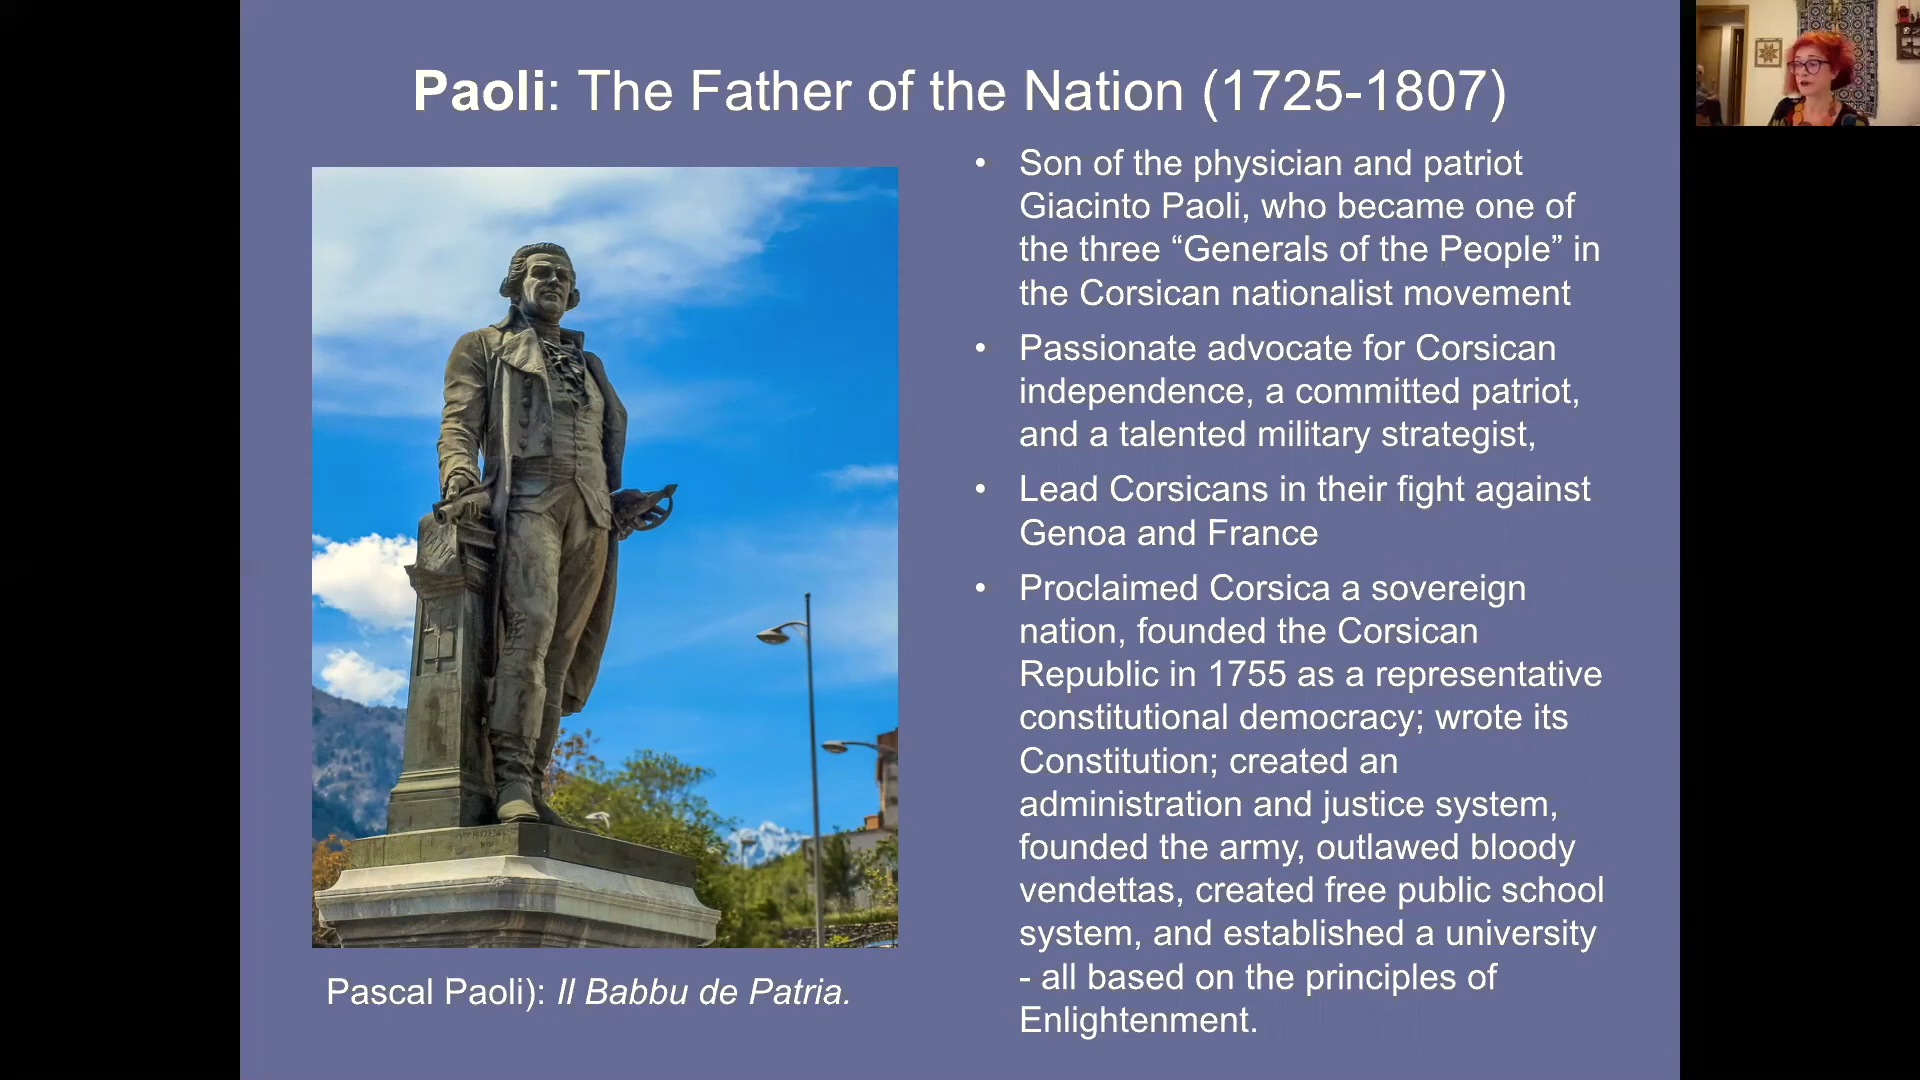 Paoli: The Father of the Nation (1725-1807)
• Son of the physician and patriot
Giacinto Paoli, who became one of
the three “Generals of the People” in
the Corsican nationalist movement
• Passionate advocate for Corsican
independence, a committed patriot,
and a talented military strategist,
• Lead Corsicans in their fight against
Genoa and France
• Proclaimed Corsica a sovereign
nation, founded the Corsican
Republic in 1755 as a representative
constitutional democracy; wrote its
Constitution; created an
administration and justice system,
founded the army, outlawed bloody
vendettas, created free public school
system, and established a university
- all based on the principles of
Enlightenment.
Pascal Paoli): Il Babbu de Patria.